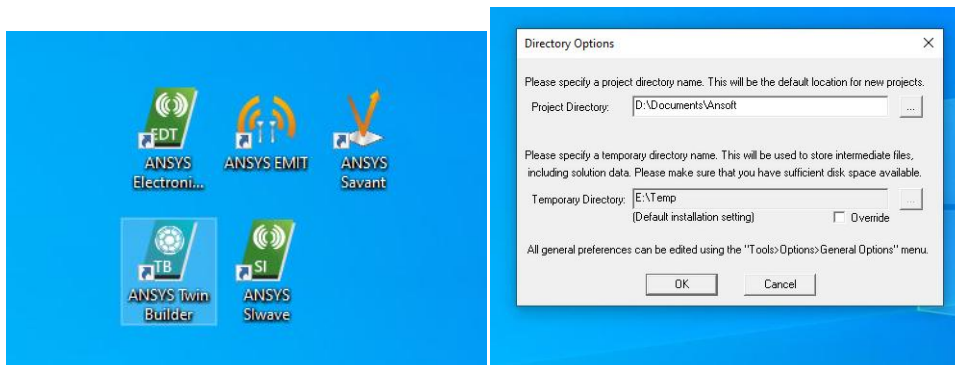 EDT
ANSYS
Electroni...
ANSYS EMIT
ANSYS
Savant
TB
ANSYS Twin
Builder
SI
ANSYS
SIwave
Directory Options
Please specify a project directory name. This will be the default location for new projects.
Project Directory:
D:\Documents\Ansoft
...
Please specify a temporary directory name. This will be used to store intermediate files,
including solution data. Please make sure that you have sufficient disk space available.
Temporary Directory:
E:\Temp
...
(Default installation setting)
Override
All general preferences can be edited using the "Tools>Options>General Options" menu.
OK
Cancel